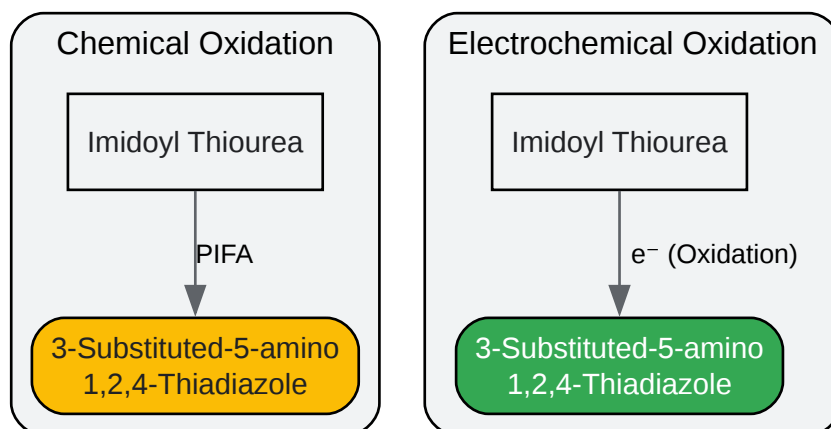 Chemical Oxidation
Imidoyl Thiourea
PIFA
3-Substituted-5-amino
1,2,4-Thiadiazole
Electrochemical Oxidation
Imidoyl Thiourea
e⁻ (Oxidation)
3-Substituted-5-amino
1,2,4-Thiadiazole